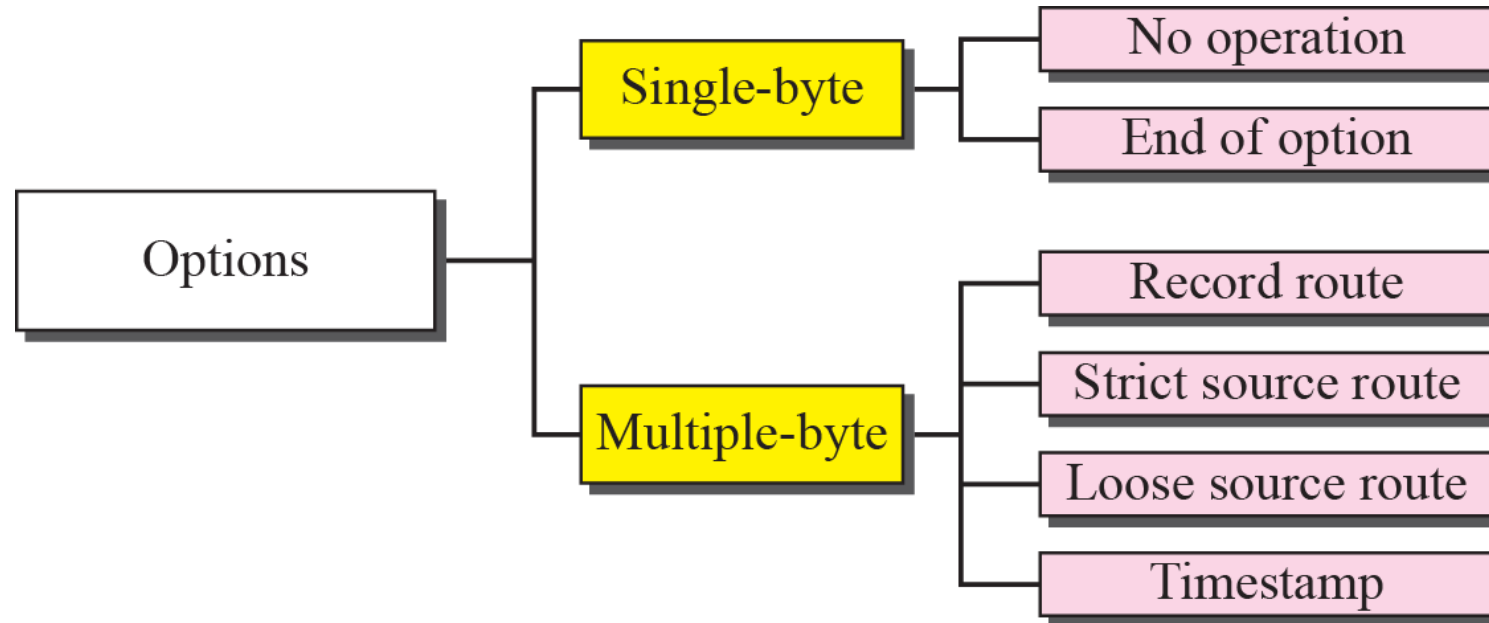 No operation
Single-byte
End of option
Options
Record route
Strict source route
Multiple-byte
Loose source route
Timestamp